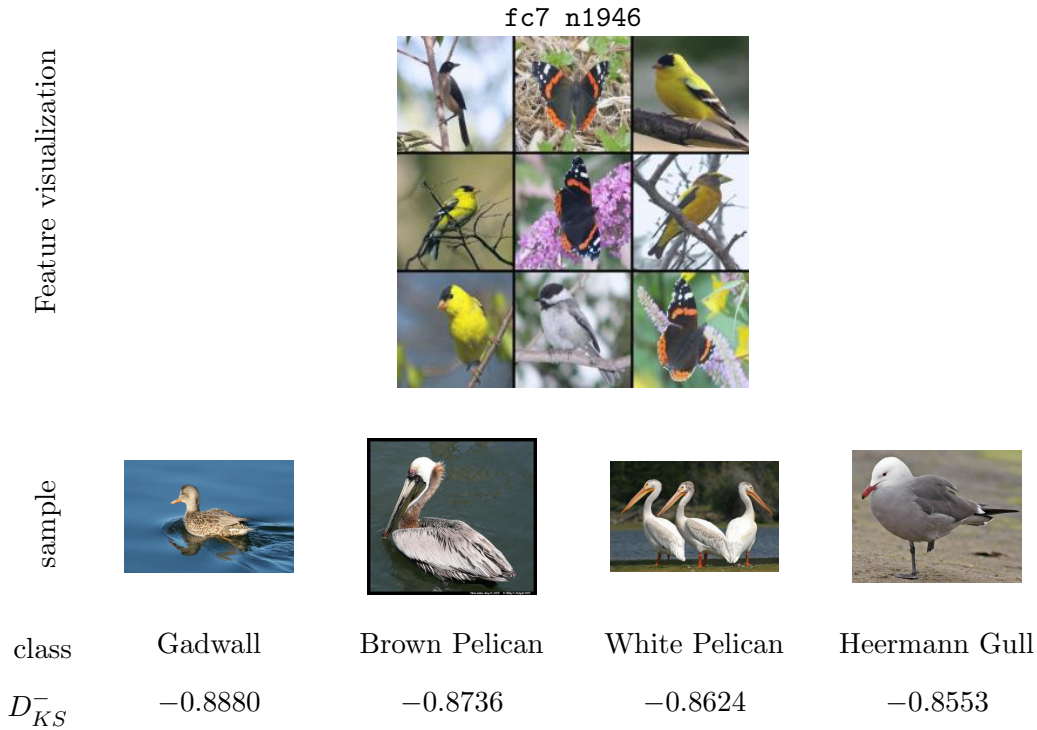 fc7 n1946
Feature visualization
sample
class Gadwall Brown Pelican White Pelican Heermann Gull
D⁻KS −0.8880 −0.8736 −0.8624 −0.8553